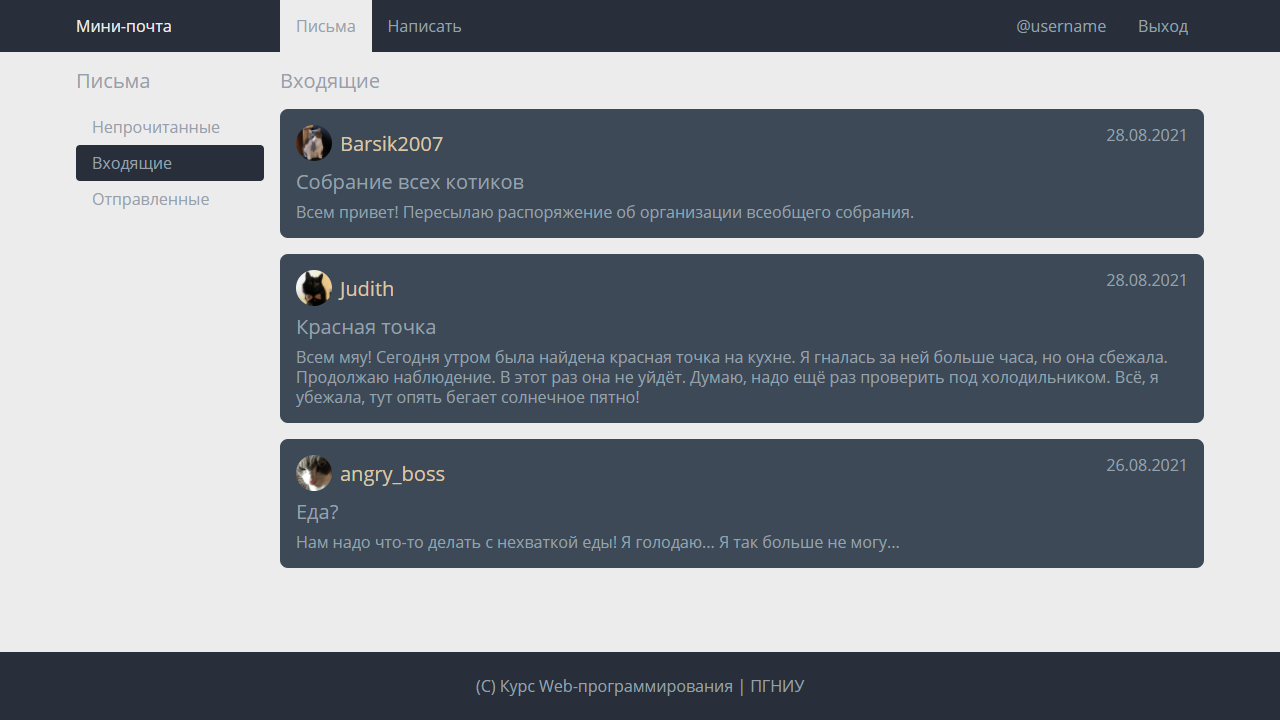 Мини-почта
Письма
Написать
@username
Выход
Письма
Непрочитанные
Входящие
Отправленные
Входящие
Barsik2007
28.08.2021
Собрание всех котиков
Всем привет! Пересылаю распоряжение об организации всеобщего собрания.
Judith
28.08.2021
Красная точка
Всем мяу! Сегодня утром была найдена красная точка на кухне. Я гналась за ней больше часа, но она сбежала.
Продолжаю наблюдение. В этот раз она не уйдёт. Думаю, надо ещё раз проверить под холодильником. Всё, я
убежала, тут опять бегает солнечное пятно!
angry_boss
26.08.2021
Еда?
Нам надо что-то делать с нехваткой еды! Я голодаю... Я так больше не могу...
(C) Курс Web-программирования | ПГНИУ